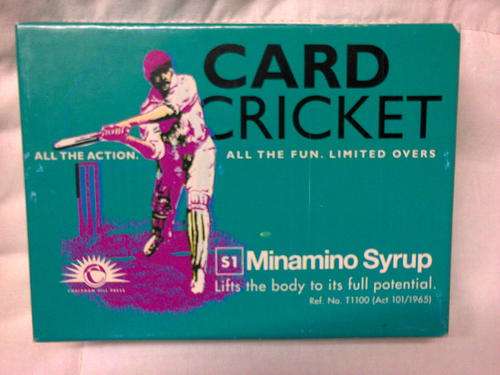 CARD
CRICKET
ALL THE ACTION.
ALL THE FUN. LIMITED OVERS
S1 Minamino Syrup
Lifts the body to its full potential.
Ref: No. T1100 (Act 101/1965)